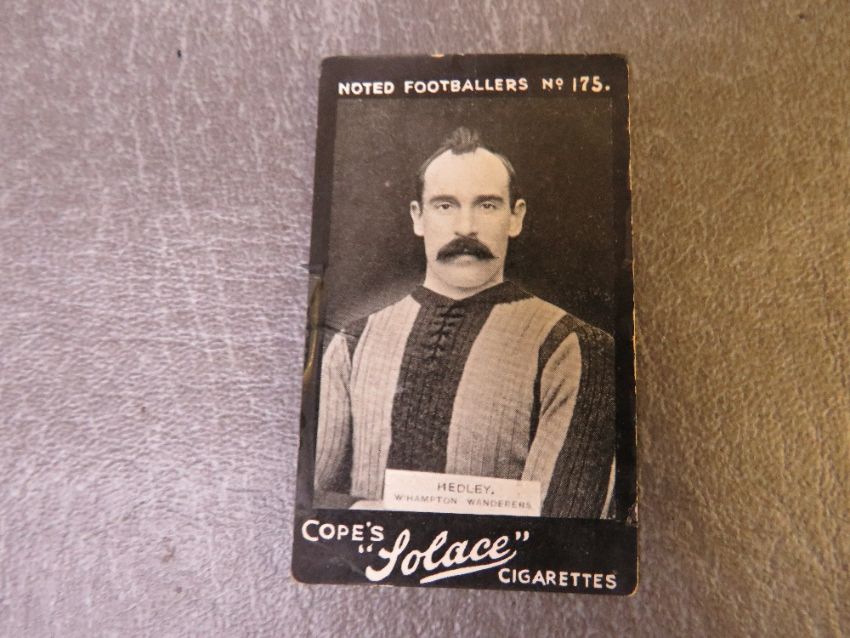 NOTED FOOTBALLERS Nº 175.
HEDLEY.
W'HAMPTON WANDERERS
COPE'S
"Solace"
CIGARETTES